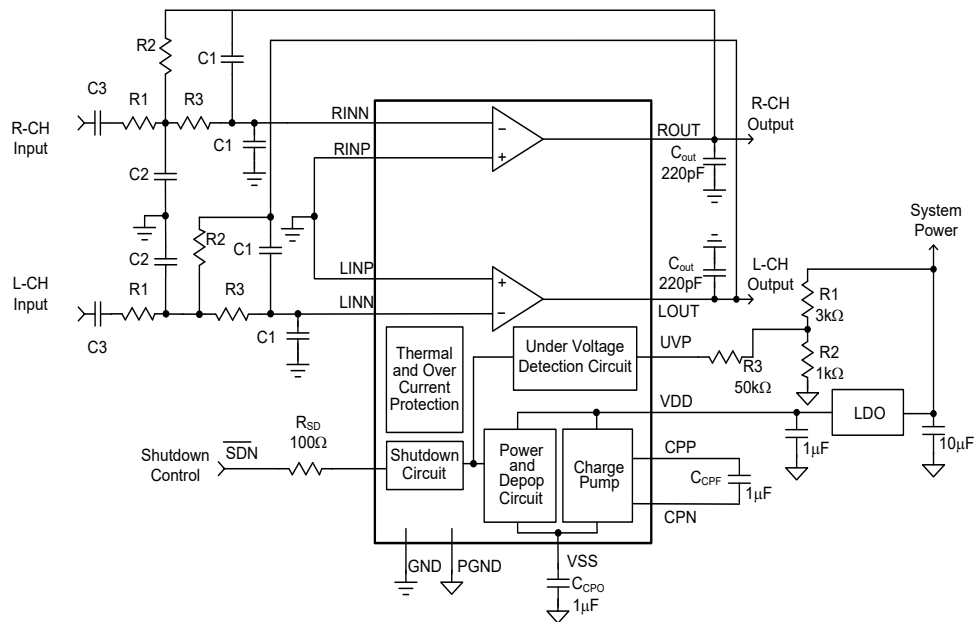 R2
C1
C3
R1
R3
R-CH
Input
C1
C2
RINN
RINP
−
+
ROUT
R-CH
Output
Cout
220pF
R2
C1
C2
L-CH
Input
R1
R3
C3
C1
LINP
LINN
+
−
Cout
220pF
L-CH
Output
LOUT
System
Power
R1
3kΩ
R2
1kΩ
UVP
R3
50kΩ
Thermal
and Over
Current
Protection
Under Voltage
Detection Circuit
VDD
LDO
1μF
10μF
Shutdown
Control
SDN
RSD
100Ω
Shutdown
Circuit
Power
and
Depop
Circuit
Charge
Pump
CPP
CCPF
1μF
CPN
GND
PGND
VSS
CCPO
1μF